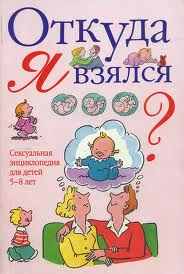 Откуда
Я взялся
?
Сексуальная
энциклопедия
для детей
5-8 лет